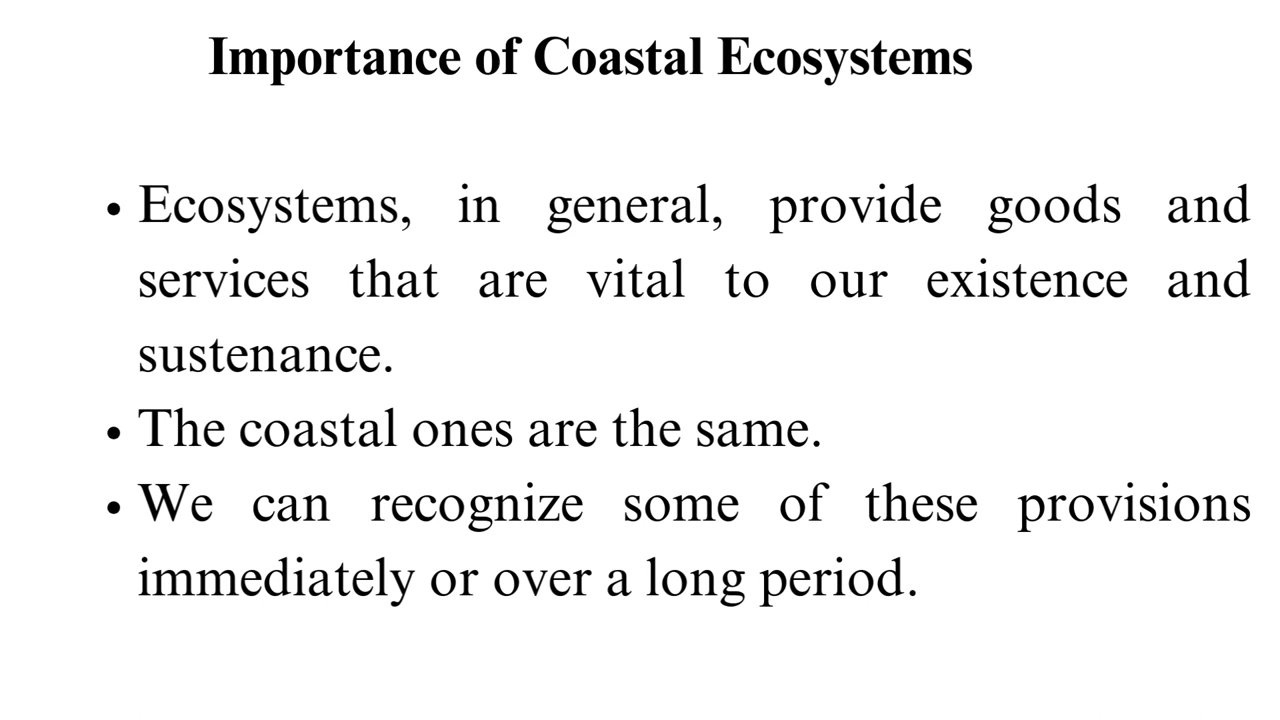 Importance of Coastal Ecosystems
• Ecosystems, in general, provide goods and
services that are vital to our existence and
sustenance.
• The coastal ones are the same.
• We can recognize some of these provisions
immediately or over a long period.